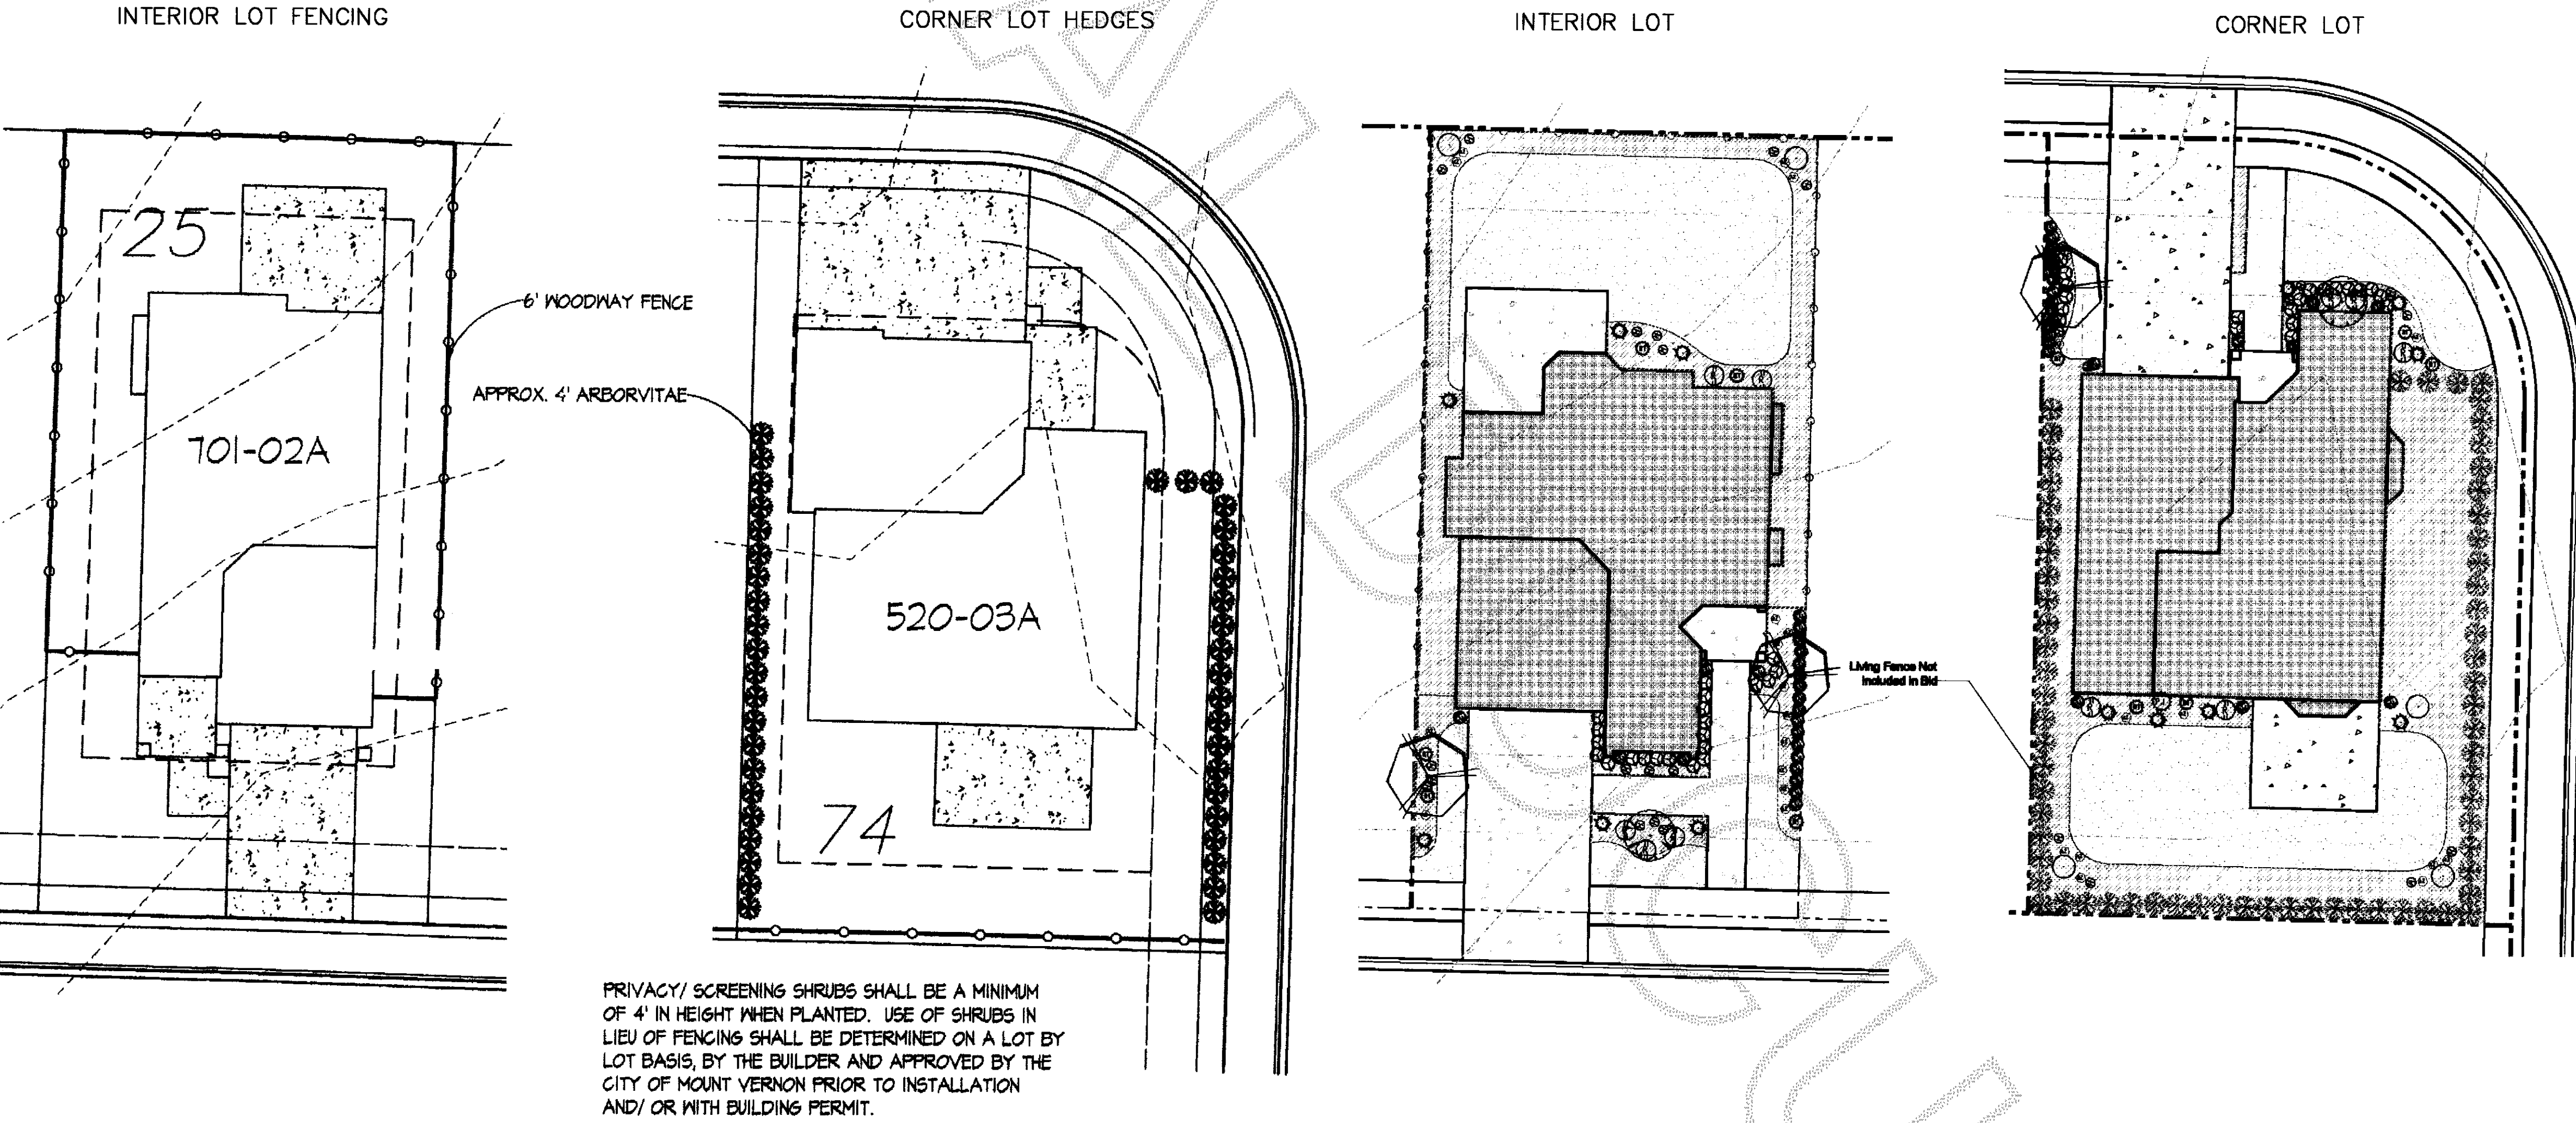 INTERIOR LOT FENCING
CORNER LOT HEDGES
INTERIOR LOT
CORNER LOT
25
701-02A
6' WOODWAY FENCE
APPROX. 4' ARBORVITAE
520-03A
74
Living Fence Not
Included in Bid
PRIVACY/ SCREENING SHRUBS SHALL BE A MINIMUM
OF 4' IN HEIGHT WHEN PLANTED. USE OF SHRUBS IN
LIEU OF FENCING SHALL BE DETERMINED ON A LOT BY
LOT BASIS, BY THE BUILDER AND APPROVED BY THE
CITY OF MOUNT VERNON PRIOR TO INSTALLATION
AND/ OR WITH BUILDING PERMIT.